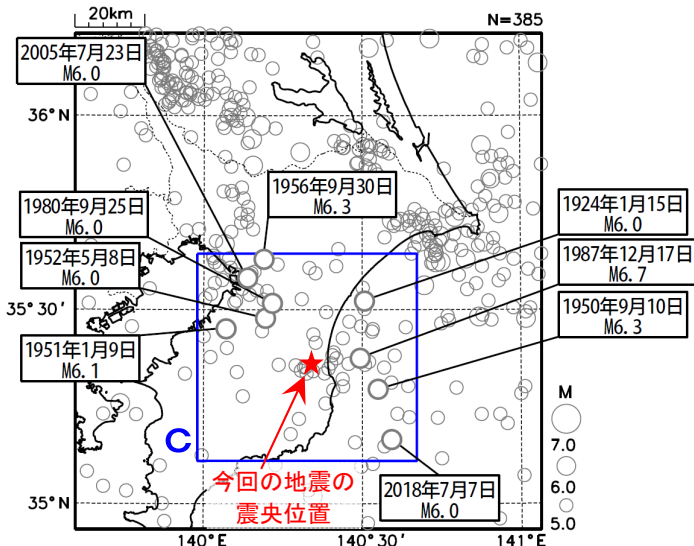 20km
N=385
2005年7月23日
M6.0
36°N
1956年9月30日
M6.3
1980年9月25日
M6.0
1924年1月15日
M6.0
1952年5月8日
M6.0
1987年12月17日
M6.7
35°30′
1950年9月10日
M6.3
1951年1月9日
M6.1
M
7.0
6.0
5.0
C
今回の地震の
震央位置
2018年7月7日
M6.0
35°N
140°E
140°30′
141°E